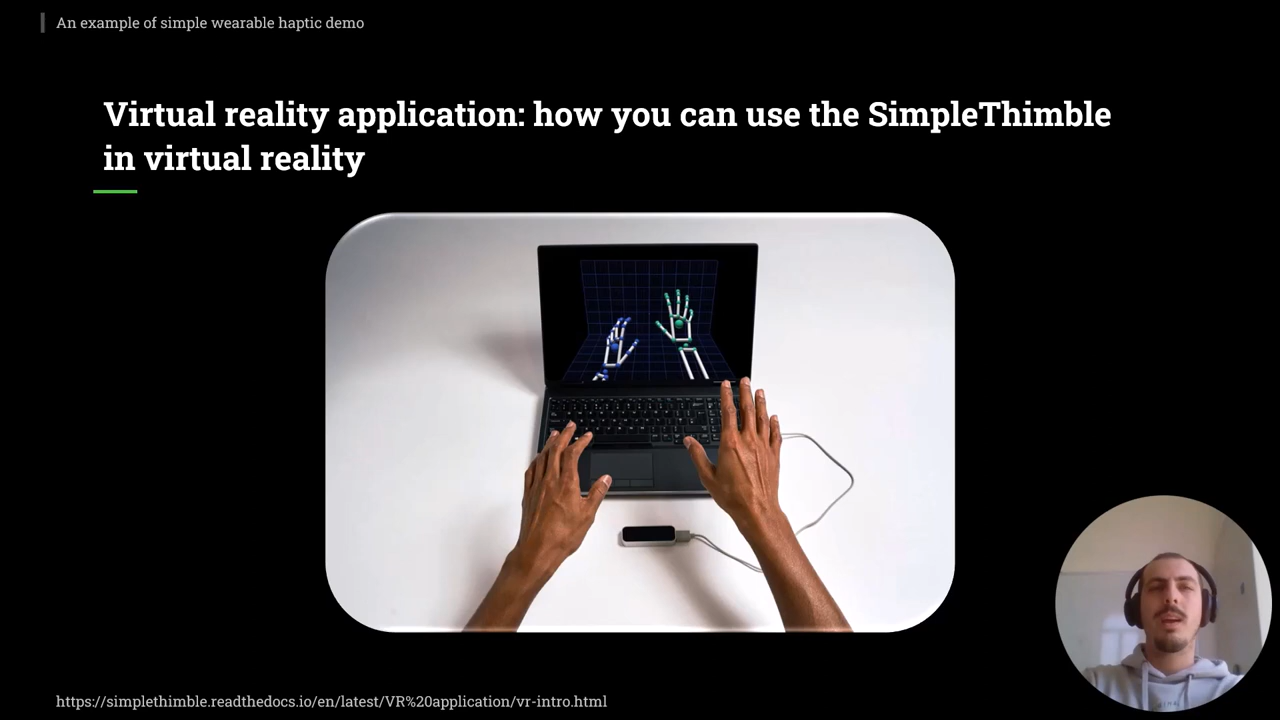 An example of simple wearable haptic demo
Virtual reality application: how you can use the SimpleThimble
in virtual reality
https://simplethimble.readthedocs.io/en/latest/VR%20application/vr-intro.html